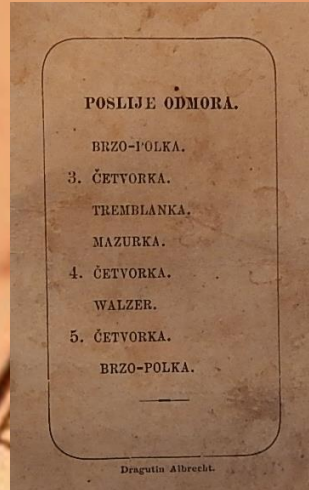 POSLIJE ODMORA.
BRZO-POLKA.
3. ČETVORKA.
TREMBLANKA.
MAZURKA.
4. ČETVORKA.
WALZER.
5. ČETVORKA.
BRZO-POLKA.
Dragutin Albrecht.